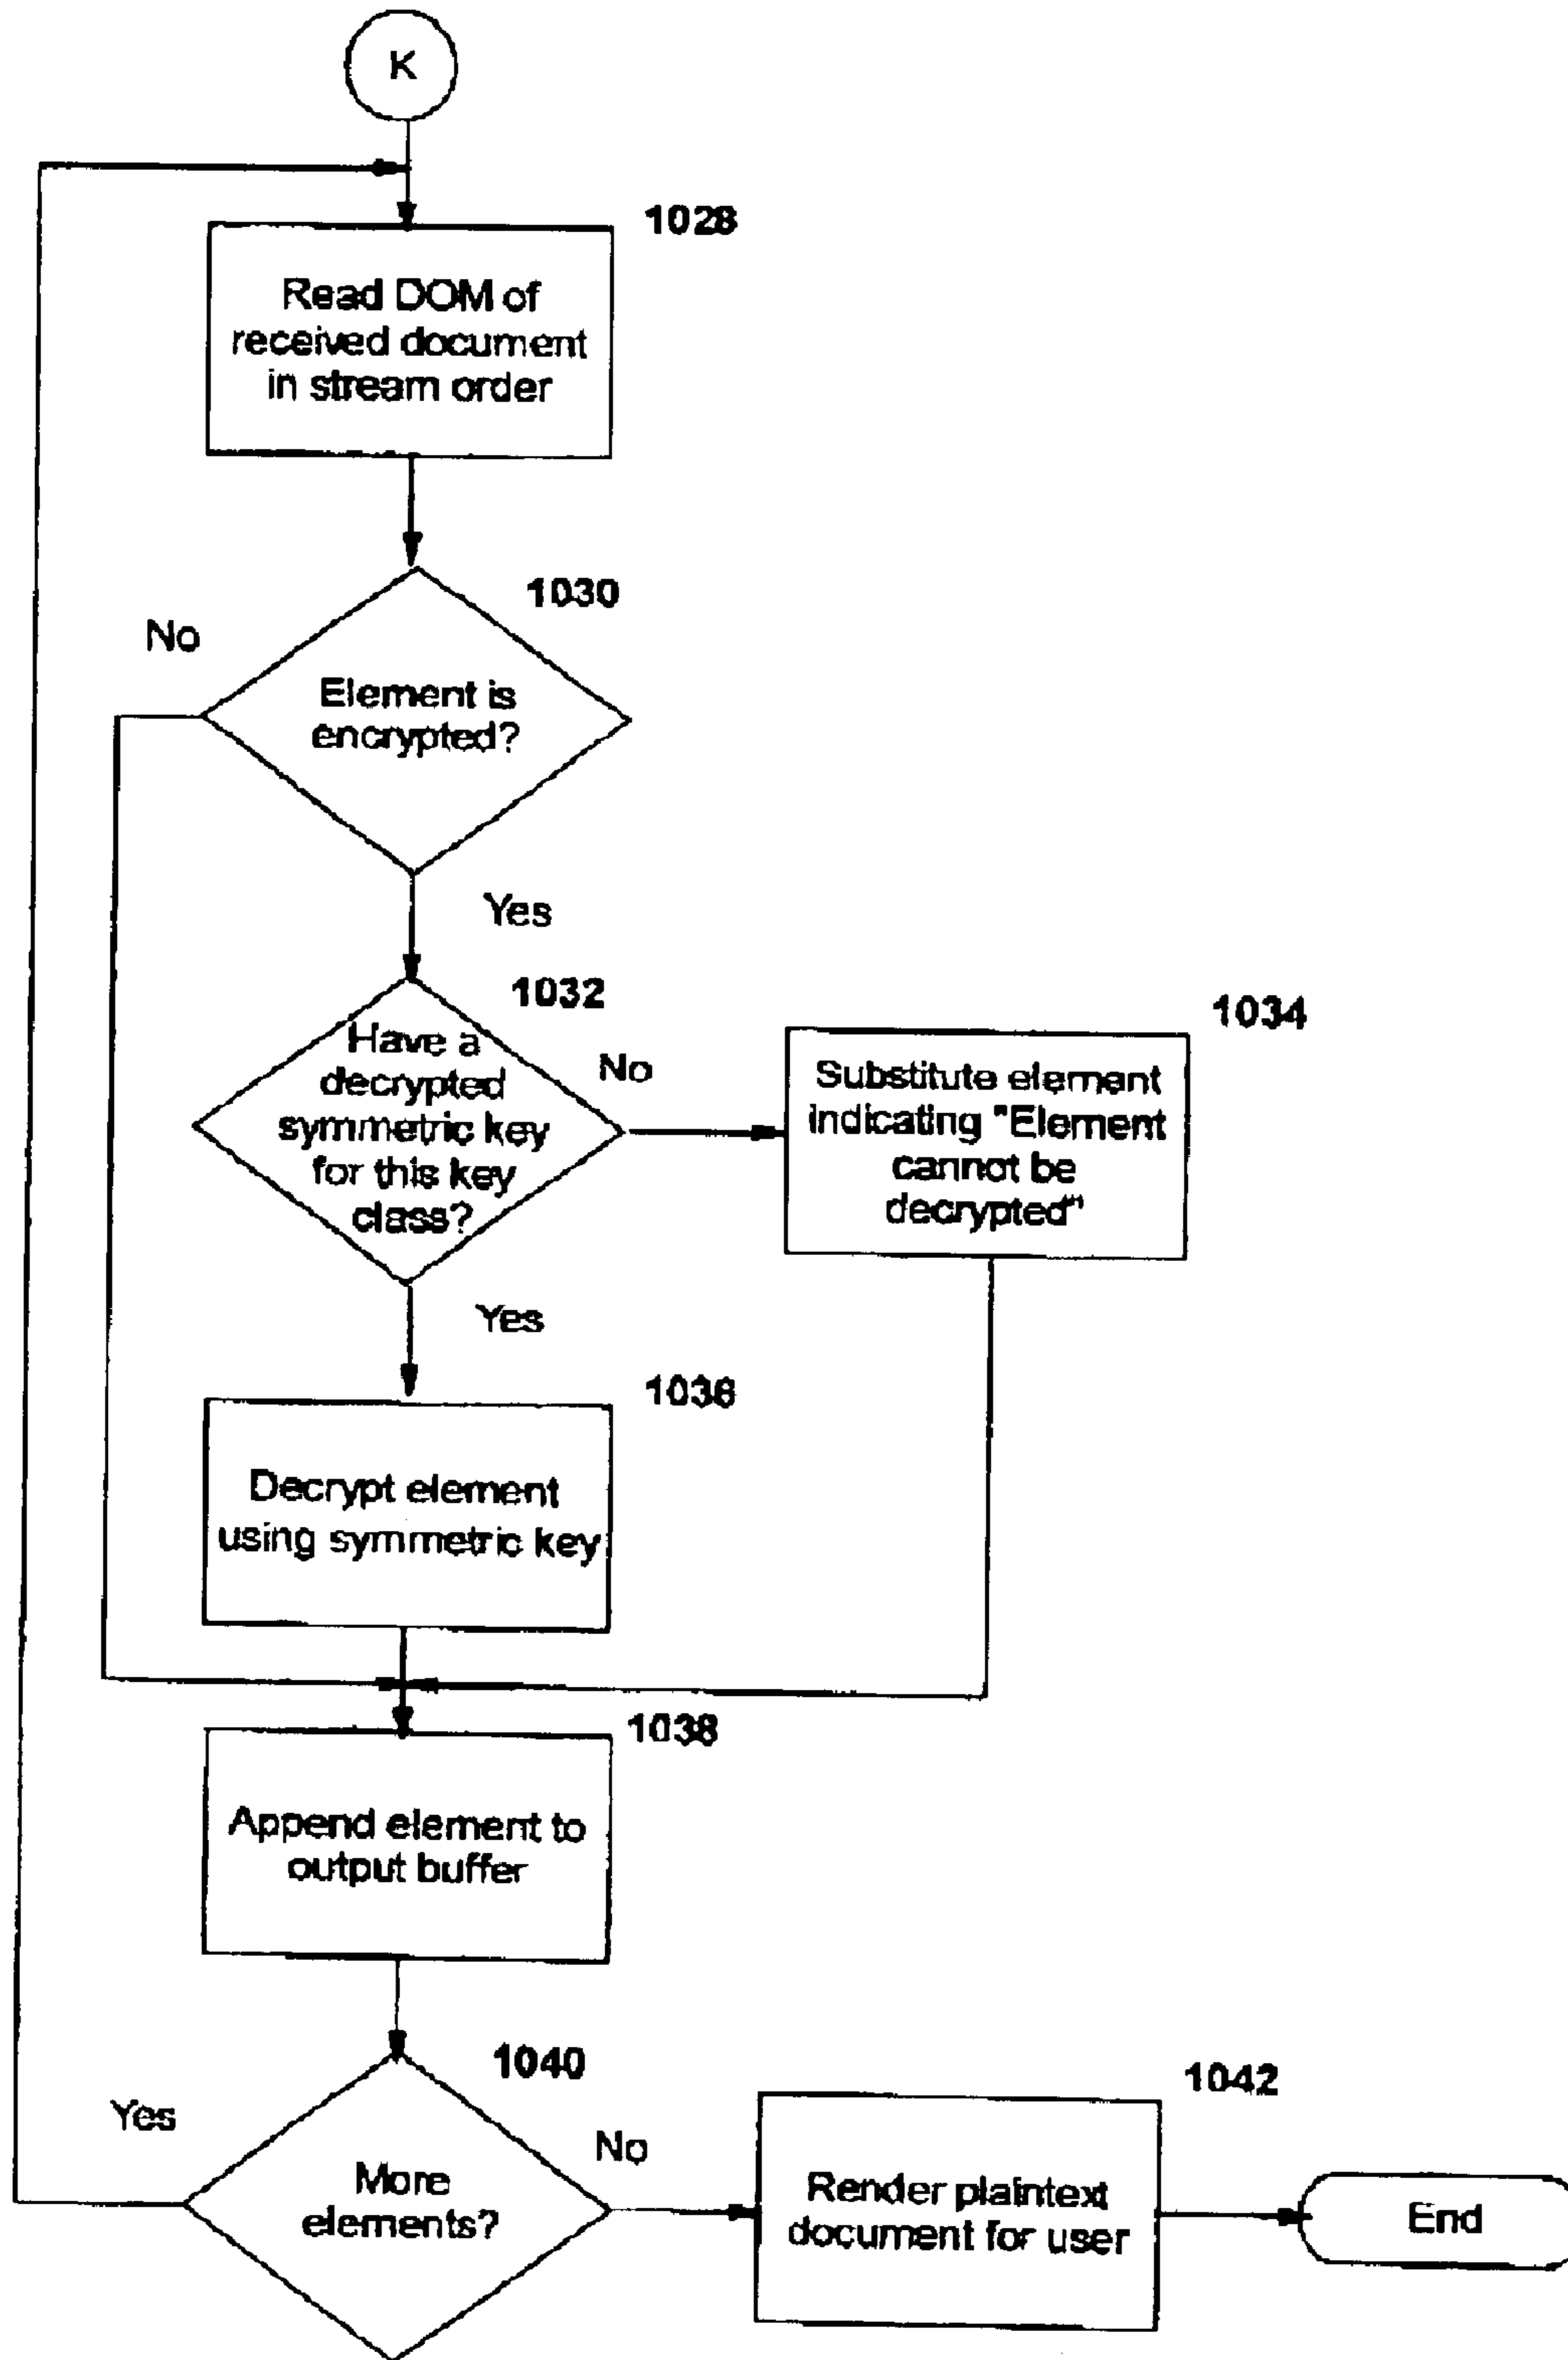 K
1028
Read DOM of
received document
in stream order
1030
No
Element is
encrypted?
Yes
1032
Have a
decrypted
symmetric key
for this key
class?
No
1034
Substitute element
indicating "Element
cannot be
decrypted"
Yes
1036
Decrypt element
using symmetric key
1038
Append element to
output buffer
1040
Yes
More
elements?
No
1042
Render plaintext
document for user
End